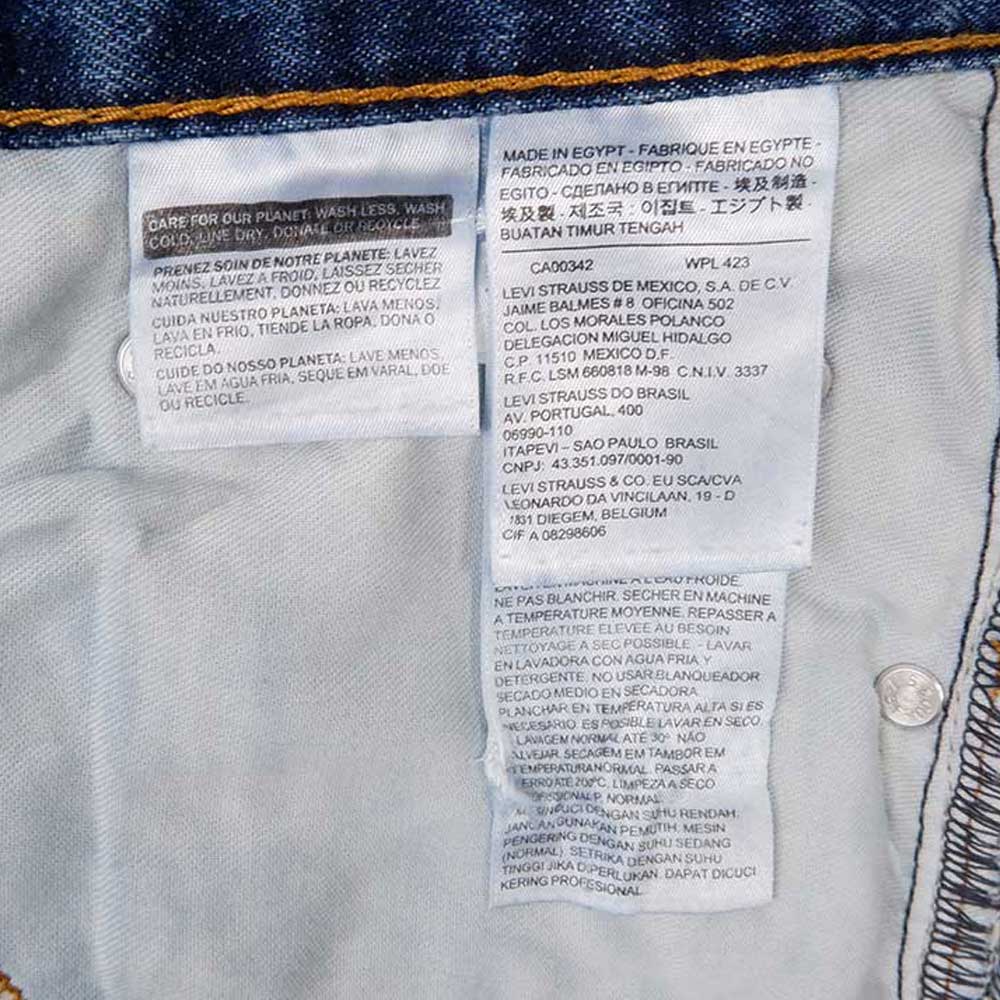 CARE FOR OUR PLANET: WASH LESS, WASH
COLD, LINE DRY, DONATE OR RECYCLE
PRENEZ SOIN DE NOTRE PLANETE: LAVEZ
MOINS, LAVEZ A FROID, LAISSEZ SECHER
NATURELLEMENT, DONNEZ OU RECYCLEZ
CUIDA NUESTRO PLANETA: LAVA MENOS,
LAVA EN FRIO, TIENDE LA ROPA, DONA O
RECICLA.
CUIDE DO NOSSO PLANETA: LAVE MENOS,
LAVE EM AGUA FRIA, SEQUE EM VARAL, DOE
OU RECICLE.
MADE IN EGYPT - FABRIQUE EN EGYPTE -
FABRICADO EN EGIPTO - FABRICADO NO
EGITO - СДЕЛАНО В ЕГИПТЕ - 埃及制造 -
埃及製 - 제조국 : 이집트 - エジプト製
BUATAN TIMUR TENGAH
CA00342 WPL 423
LEVI STRAUSS DE MEXICO, S.A. DE C.V.
JAIME BALMES # 8 OFICINA 502
COL. LOS MORALES POLANCO
DELEGACION MIGUEL HIDALGO
C.P. 11510 MEXICO D.F.
R.F.C. LSM 660818 M-98 C.N.I.V. 3337
LEVI STRAUSS DO BRASIL
AV. PORTUGAL, 400
06990-110
ITAPEVI – SAO PAULO BRASIL
CNPJ: 43.351.097/0001-90
LEVI STRAUSS & CO. EU SCA/CVA
LEONARDO DA VINCILAAN, 19 - D
1831 DIEGEM, BELGIUM
CIF A 08298606
MACHINE A L'EAU FROIDE.
NE PAS BLANCHIR. SECHER EN MACHINE
A TEMPERATURE MOYENNE. REPASSER A
TEMPERATURE ELEVEE AU BESOIN
NETTOYAGE A SEC POSSIBLE. - LAVAR
EN LAVADORA CON AGUA FRIA Y
DETERGENTE. NO USAR BLANQUEADOR
SECADO MEDIO EN SECADORA.
PLANCHAR EN TEMPERATURA ALTA SI ES
NECESARIO. ES POSIBLE LAVAR EN SECO.
LAVAGEM NORMAL ATE 30° NÃO
ALVEJAR. SECAGEM EM TAMBOR EM
TEMPERATURA NORMAL. PASSAR A
FERRO ATÉ 200°C. LIMPEZA A SECO
P. NORMAL.
DENGAN SUHU RENDAH.
JANGAN GUNAKAN PEMUTIH. MESIN
PENGERING DENGAN SUHU SEDANG
(NORMAL). SETRIKA DENGAN SUHU
TINGGI JIKA DIPERLUKAN. DAPAT DICUCI
KERING PROFESSIONAL